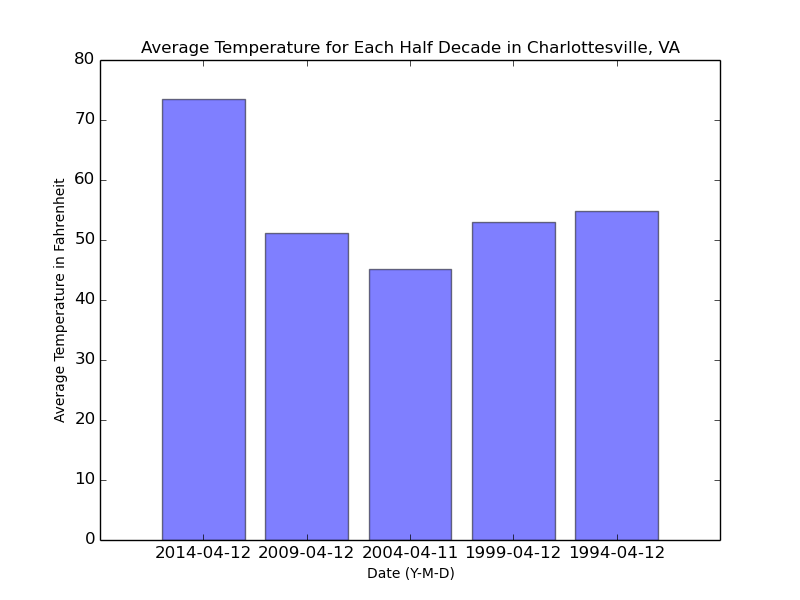 Average Temperature for Each Half Decade in Charlottesville, VA
80
70
60
50
40
30
20
10
0
Average Temperature in Fahrenheit
2014-04-12 2009-04-12 2004-04-11 1999-04-12 1994-04-12
Date (Y-M-D)